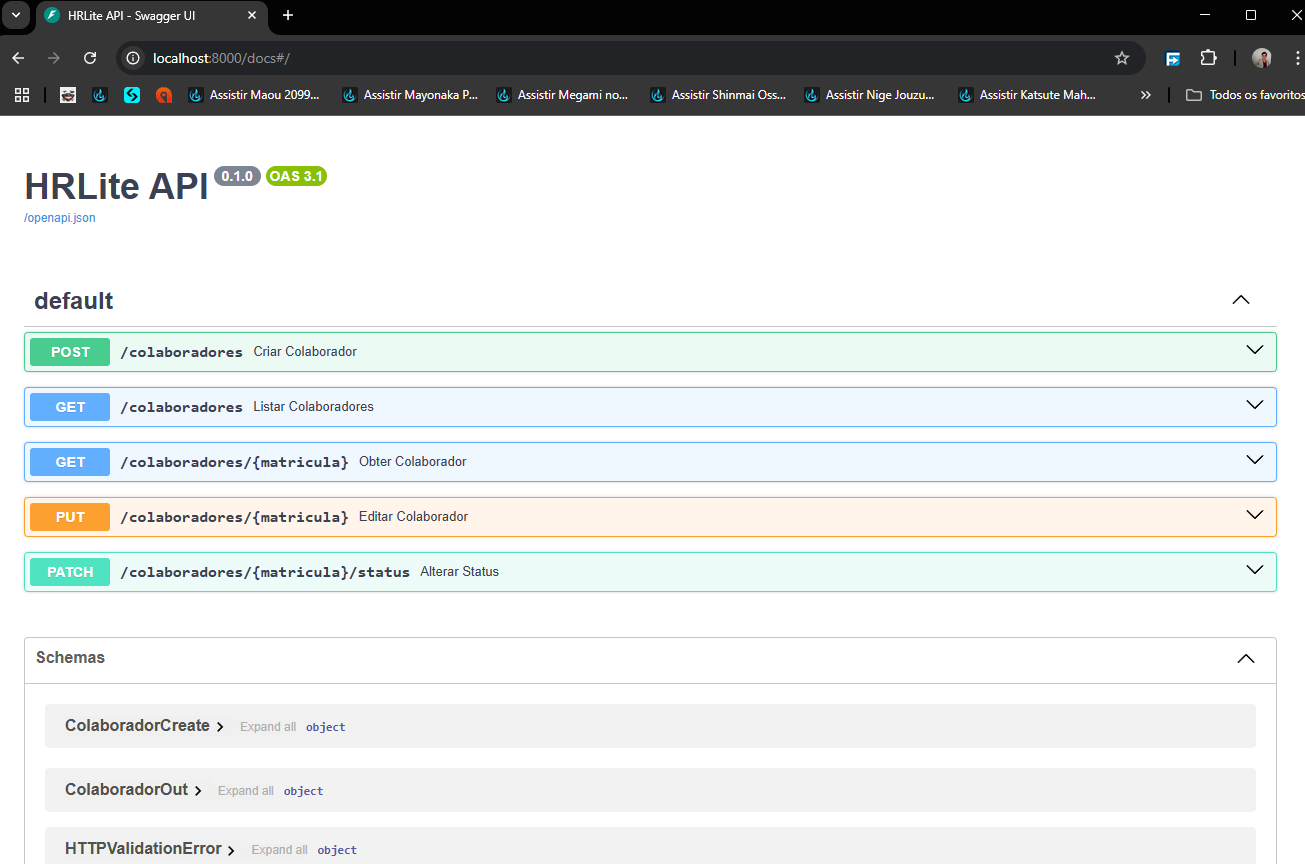 HRLite API - Swagger UI
localhost:8000/docs#/
Assistir Maou 2099... Assistir Mayonaka P... Assistir Megami no... Assistir Shinmai Oss... Assistir Nige Jouzu... Assistir Katsute Mah... Todos os favoritos
HRLite API 0.1.0 OAS 3.1
/openapi.json
default
POST /colaboradores Criar Colaborador
GET /colaboradores Listar Colaboradores
GET /colaboradores/{matricula} Obter Colaborador
PUT /colaboradores/{matricula} Editar Colaborador
PATCH /colaboradores/{matricula}/status Alterar Status
Schemas
ColaboradorCreate Expand all object
ColaboradorOut Expand all object
HTTPValidationError Expand all object